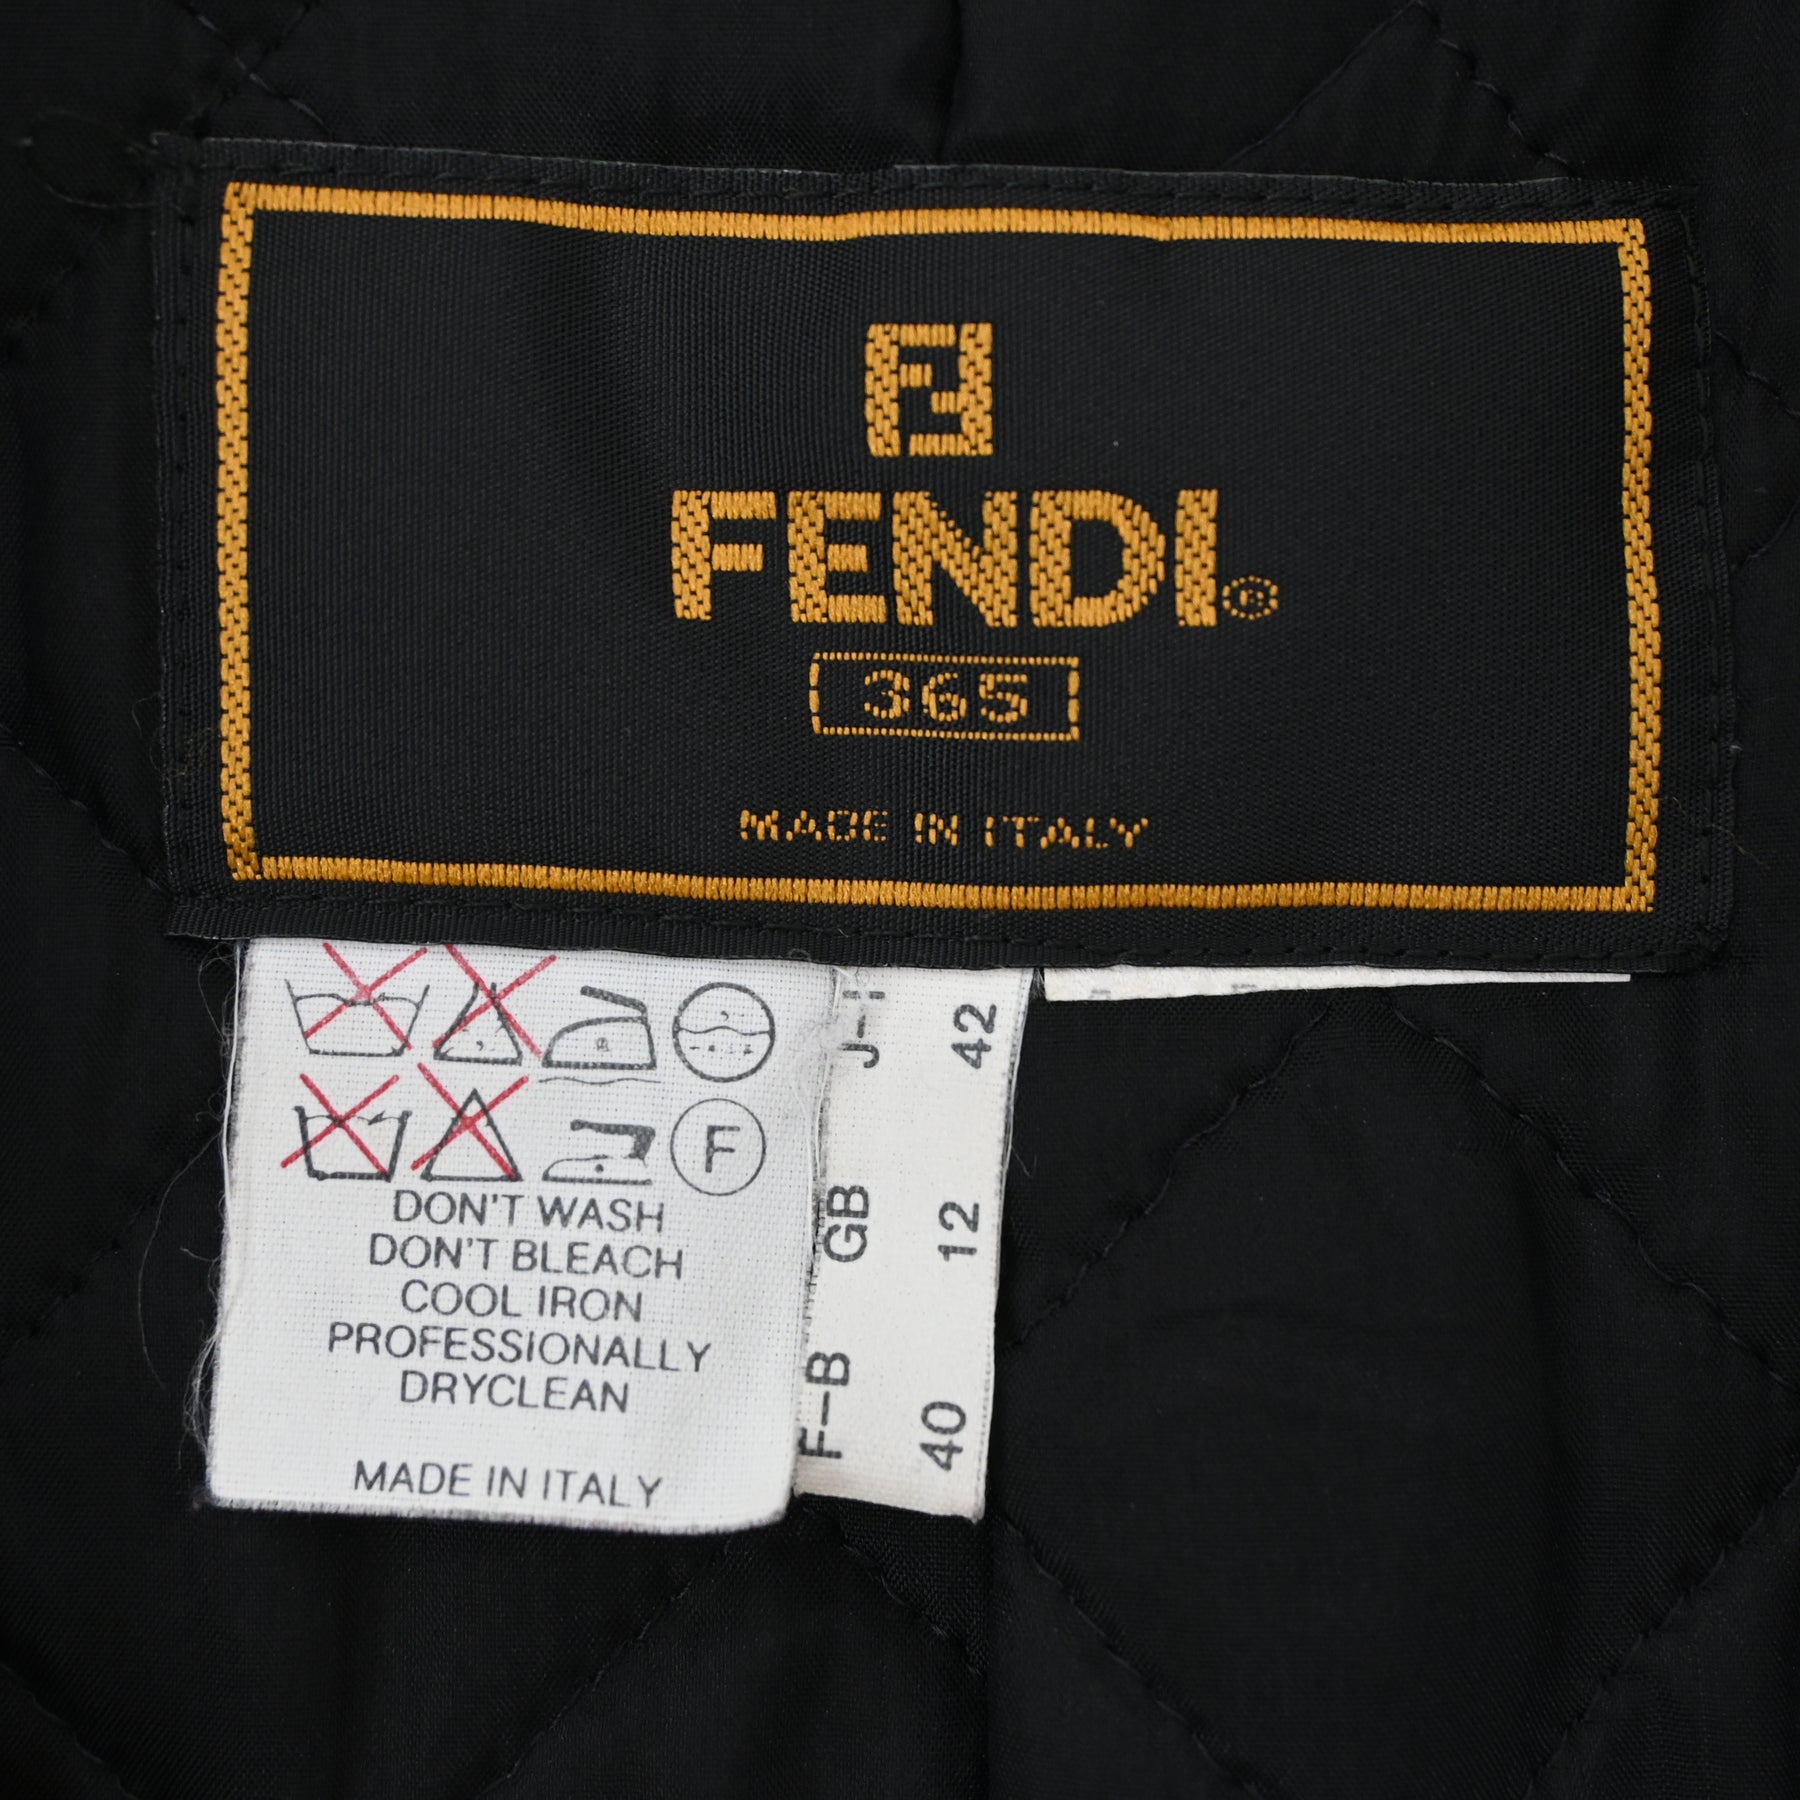 FENDI®
365
MADE IN ITALY
F
DON'T WASH
DON'T BLEACH
COOL IRON
PROFESSIONALLY
DRYCLEAN
MADE IN ITALY
J-I 42
GB 12
F-B 40